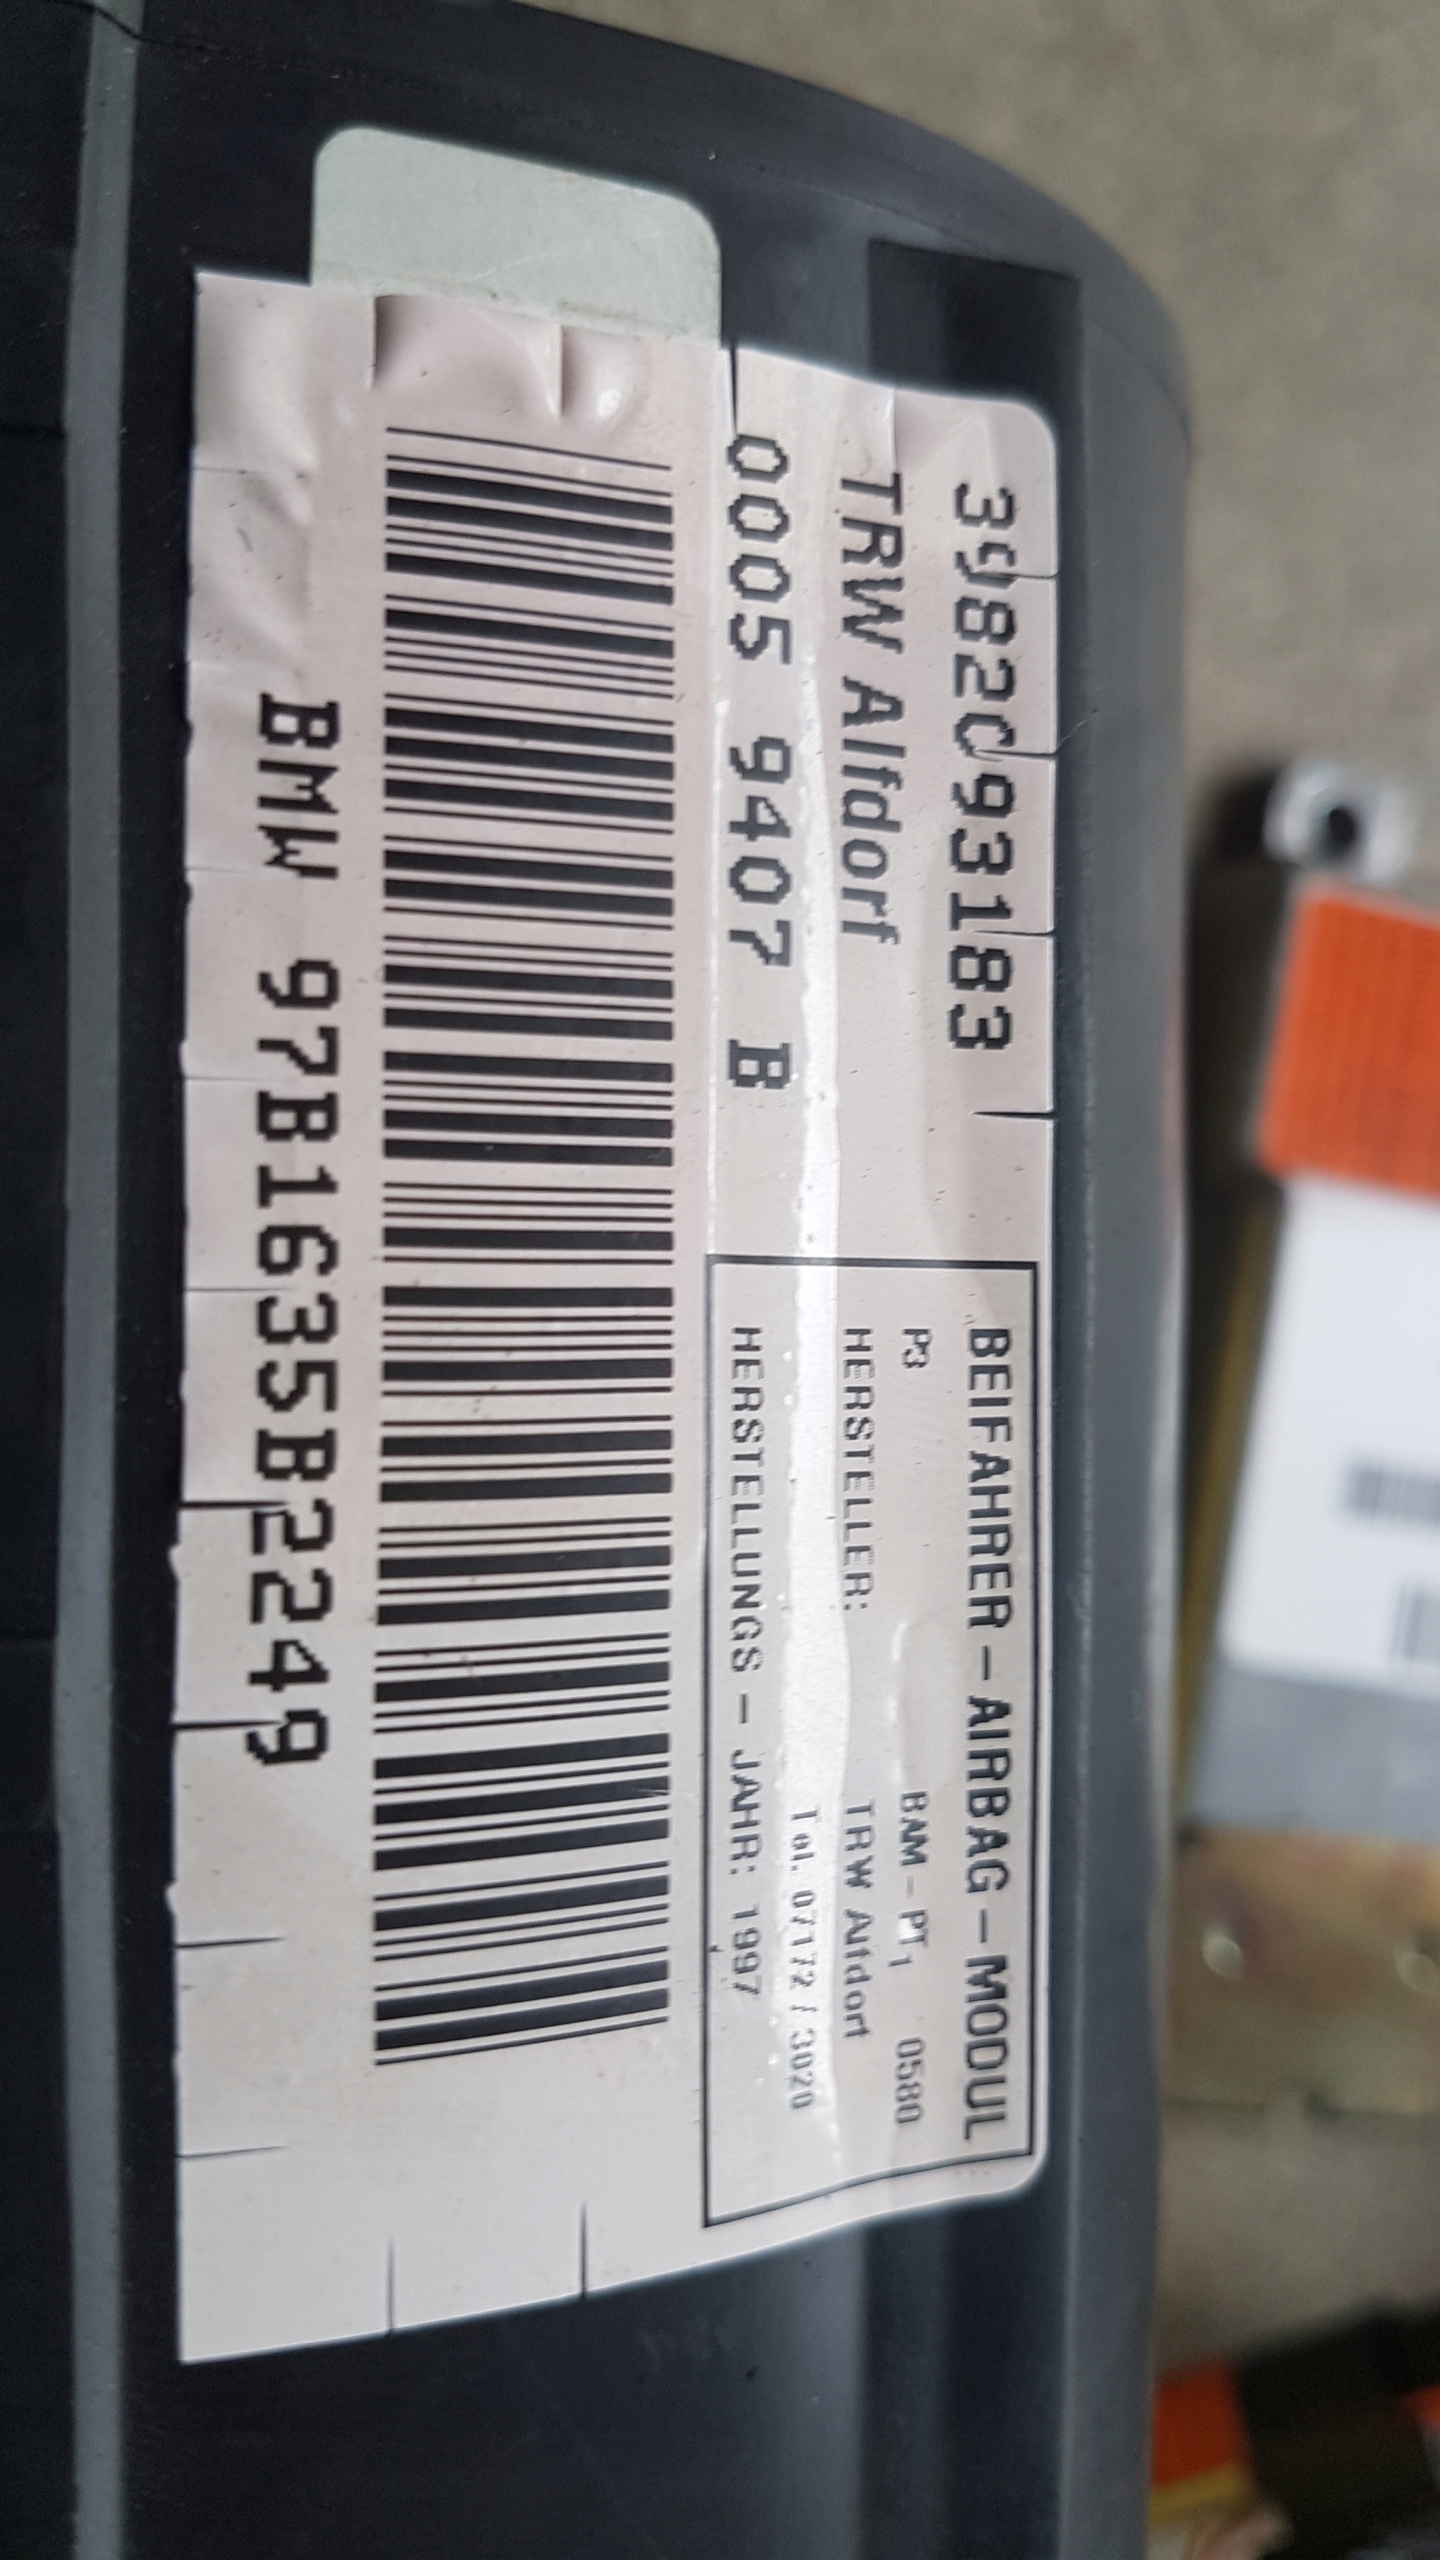 3982093183
TRW Alfdorf
0005 9407 B
BEIFAHRER-AIRBAG-MODUL
P3 BAM-PT1 0580
HERSTELLER: TRW Alfdorf
Tel. 07172 / 3020
HERSTELLUNGS - JAHR: 1997
BMW 97B1635B2249